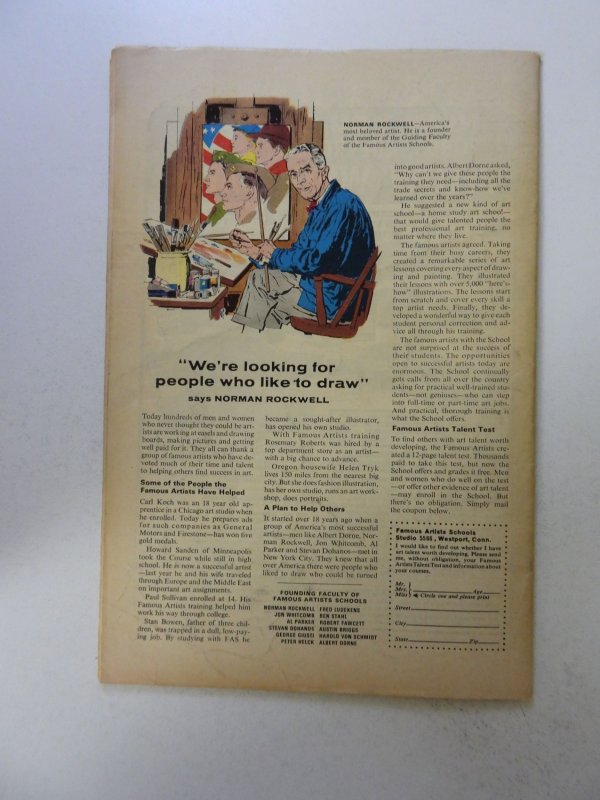 NORMAN ROCKWELL—America's
most beloved artist. He is a founder
and member of the Guiding Faculty
of the Famous Artists Schools.
"We're looking for
people who like to draw"
says NORMAN ROCKWELL
Today hundreds of men and women
who never thought they could be art-
ists are working at easels and drawing
boards, making pictures and getting
well paid for it. They all can thank a
group of famous artists who have de-
voted much of their time and talent
to helping others find success in art.
Some of the People the
Famous Artists Have Helped
Carl Koch was an 18 year old ap-
prentice in a Chicago art studio when
he enrolled. Today he prepares ads
for such companies as General
Motors and Firestone—has won five
gold medals.
Howard Sanden of Minneapolis
took the Course while still in high
school. He is now a successful artist
—last year he and his wife traveled
through Europe and the Middle East
on important art assignments.
Paul Sullivan enrolled at 14. His
Famous Artists training helped him
work his way through college.
Stan Bowen, father of three chil-
dren, was trapped in a dull, low-pay-
ing job. By studying with FAS he
became a sought-after illustrator,
has opened his own studio.
With Famous Artists training
Rosemary Roberts was hired by a
top department store as an artist—
with a big chance to advance.
Oregon housewife Helen Tryk
lives 150 miles from the nearest big
city. But she does fashion illustration,
has her own studio, runs an art work-
shop, does portraits.
A Plan to Help Others
It started over 18 years ago when a
group of America's most successful
artists—men like Albert Dorne, Nor-
man Rockwell, Jon Whitcomb, Al
Parker and Stevan Dohanos—met in
New York City. They knew that all
over America there were people who
liked to draw who could be turned
FOUNDING FACULTY OF
FAMOUS ARTISTS SCHOOLS
NORMAN ROCKWELL FRED LUDEKENS
JON WHITCOMB BEN STAHL
AL PARKER ROBERT FAWCETT
STEVAN DOHANOS AUSTIN BRIGGS
GEORGE GIUSTI HAROLD VON SCHMIDT
PETER HELCK ALBERT DORNE
into good artists. Albert Dorne asked,
"Why can't we give these people the
training they need—including all the
trade secrets and know-how we've
learned over the years?"
He suggested a new kind of art
school—a home study art school—
that would give talented people the
best professional art training, no
matter where they live.
The famous artists agreed. Taking
time from their busy careers, they
created a remarkable series of art
lessons covering every aspect of draw-
ing and painting. They illustrated
their lessons with over 5,000 "here's-
how" illustrations. The lessons start
from scratch and cover every skill a
top artist needs. Finally, they de-
veloped a wonderful way to give each
student personal correction and ad-
vice all through his training.
The famous artists with the School
are not surprised at the success of
their students. The opportunities
open to successful artists today are
enormous. The School continually
gets calls from all over the country
asking for practical well-trained stu-
dents—not geniuses—who can step
into full-time or part-time art jobs.
And practical, thorough training is
what the School offers.
Famous Artists Talent Test
To find others with art talent worth
developing, the Famous Artists cre-
ated a 12-page talent test. Thousands
paid to take this test, but now the
School offers and grades it free. Men
and women who do well on the test
—or offer other evidence of art talent
—may enroll in the School. But
there's no obligation. Simply mail
the coupon below.
Famous Artists Schools
Studio 5586, Westport, Conn.
I would like to find out whether I have
art talent worth developing. Please send
me, without obligation, your Famous
Artists Talent Test and information about
your courses.
Mr.
Mrs. Age
Miss Circle one and please print
Street
City
State Zip